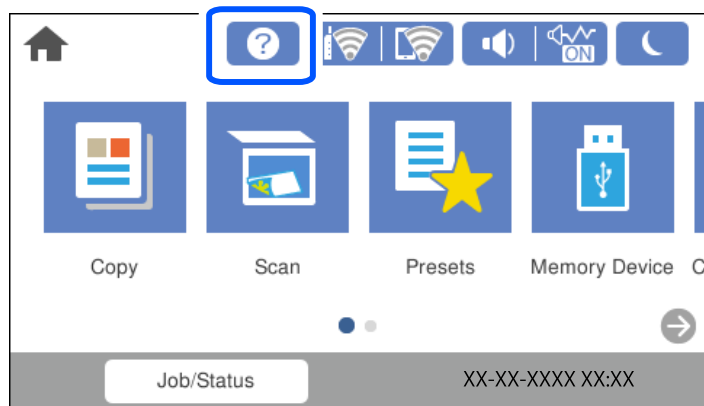 ?
ON
Copy Scan Presets Memory Device C
Job/Status XX-XX-XXXX XX:XX